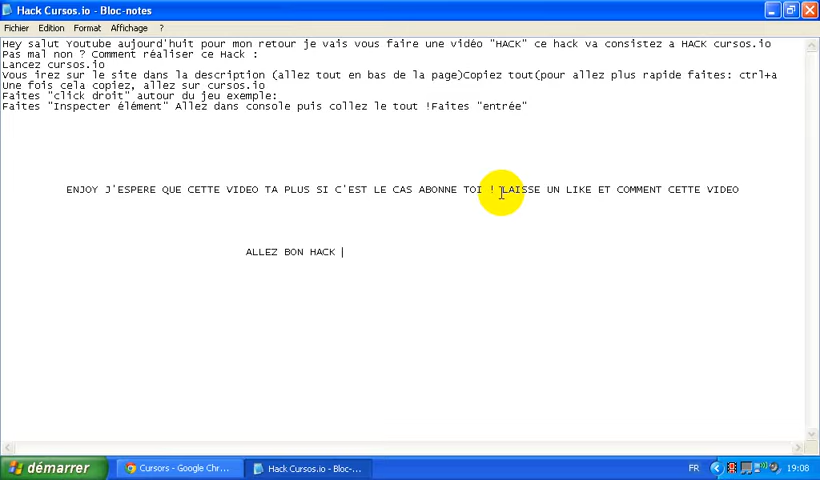 Hack Cursos.io - Bloc-notes
Fichier Edition Format Affichage ?
Hey salut Youtube aujourd'huit pour mon retour je vais vous faire une vidéo "HACK" ce hack va consistez a HACK cursos.io
Pas mal non ? Comment réaliser ce Hack :
Lancez cursos.io
Vous irez sur le site dans la description (allez tout en bas de la page)Copiez tout(pour allez plus rapide faites: ctrl+a
Une fois cela copiez, allez sur cursos.io
Faites "click droit" autour du jeu exemple:
Faites "Inspecter élément" Allez dans console puis collez le tout !Faites "entrée"
ENJOY J'ESPERE QUE CETTE VIDEO TA PLUS SI C'EST LE CAS ABONNE TOI ! LAISSE UN LIKE ET COMMENT CETTE VIDEO
ALLEZ BON HACK
démarrer Cursors - Google Chr... Hack Cursos.io - Bloc-... FR 19:08